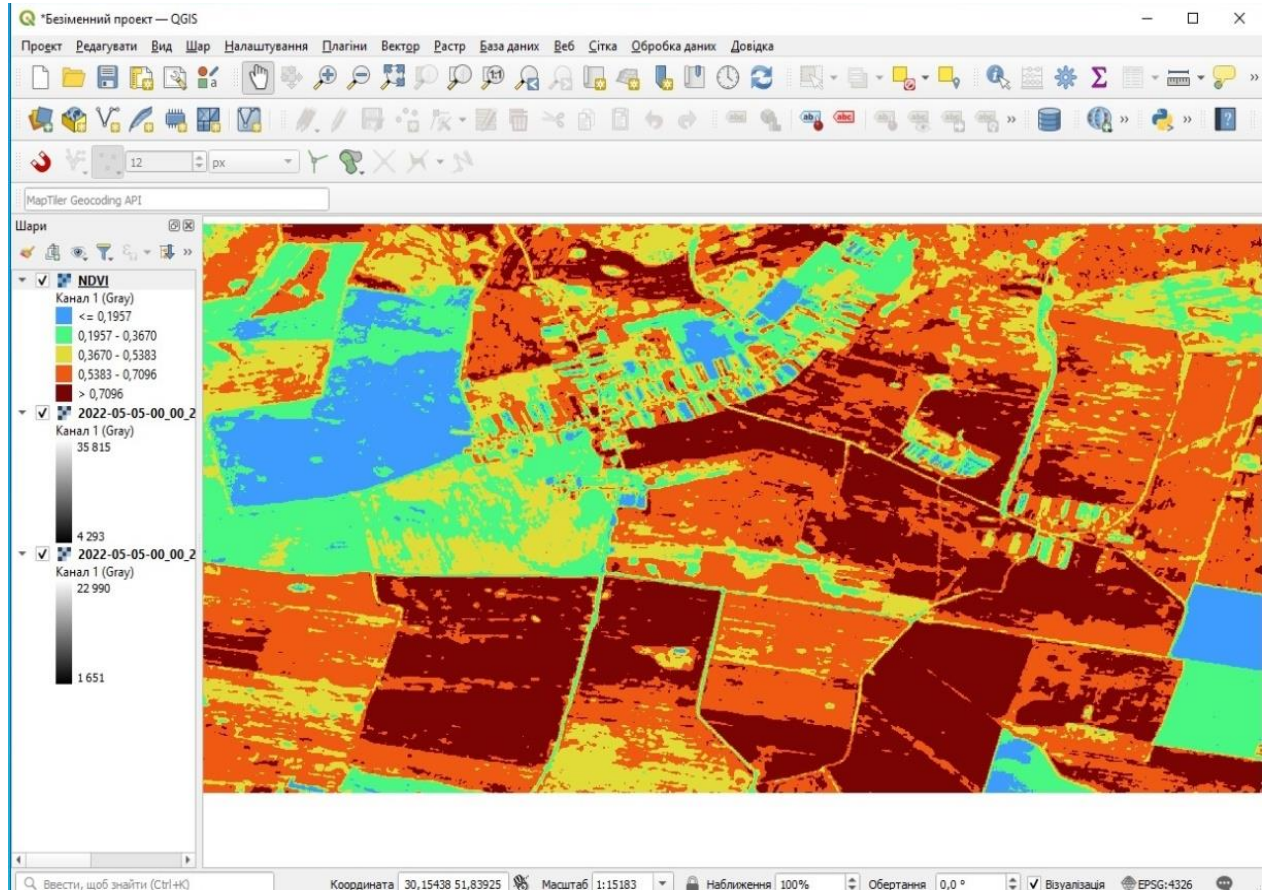 *Безіменний проект — QGIS
Проект Редагувати Вид Шар Налаштування Плагіни Вектор Растр База даних Веб Сітка Обробка даних Довідка
1:1
abc abc
12 px
MapTiler Geocoding API
Шари
NDVI
Канал 1 (Gray)
<= 0,1957
0,1957 - 0,3670
0,3670 - 0,5383
0,5383 - 0,7096
> 0,7096
2022-05-05-00_00_2
Канал 1 (Gray)
35 815
4 293
2022-05-05-00_00_2
Канал 1 (Gray)
22 990
1 651
Ввести, щоб знайти (Ctrl+K) Координата 30,15438 51,83925 Масштаб 1:15183 Наближення 100% Обертання 0,0 ° Візуалізація EPSG:4326